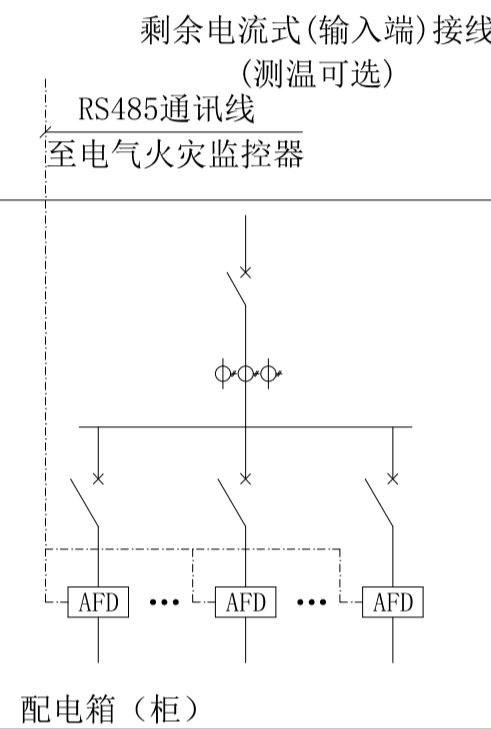 剩余电流式(输入端)接线
(测温可选)
RS485通讯线
至电气火灾监控器
AFD ••• AFD ••• AFD
配电箱（柜）